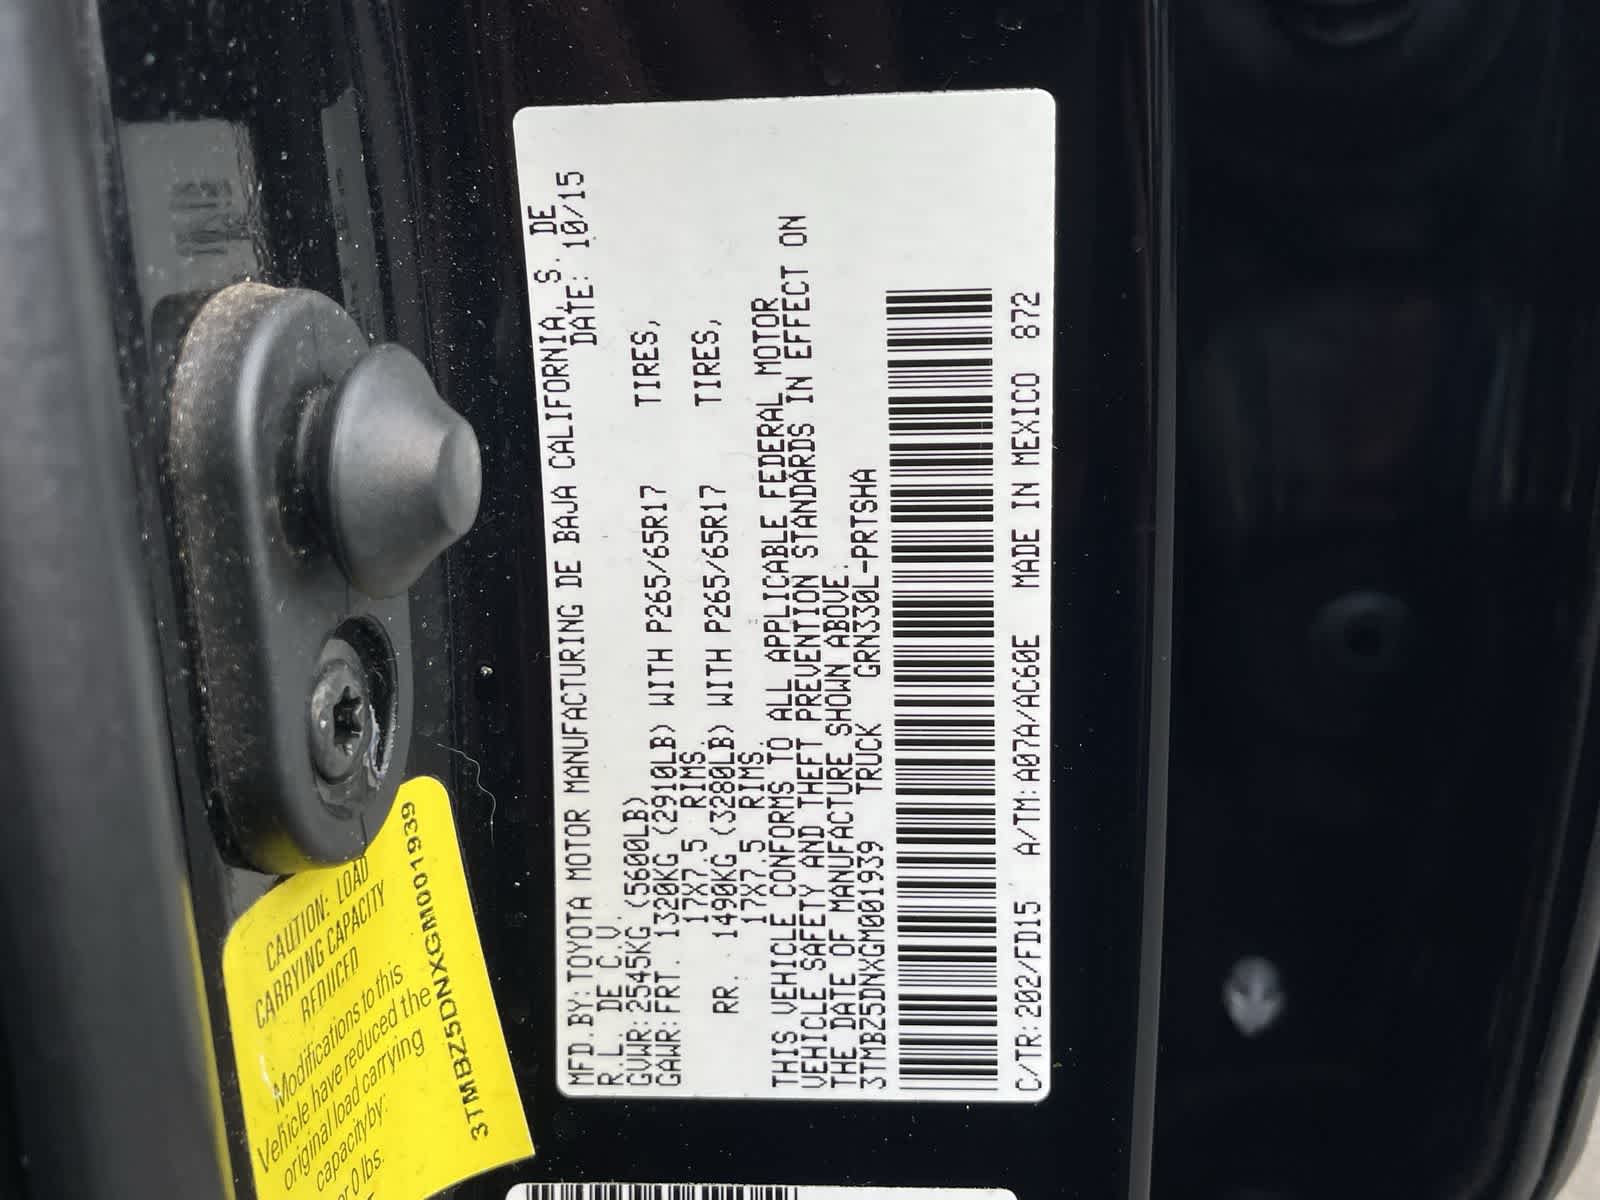 MFD.BY:TOYOTA MOTOR MANUFACTURING DE BAJA CALIFORNIA, S. DE
R.L. DE C.V. DATE: 10/15
GVWR:2545KG (5600LB)
GAWR:FRT. 1320KG (2910LB) WITH P265/65R17 TIRES,
17X7.5 RIMS.
RR. 1490KG (3280LB) WITH P265/65R17 TIRES,
17X7.5 RIMS.
THIS VEHICLE CONFORMS TO ALL APPLICABLE FEDERAL MOTOR
VEHICLE SAFETY AND THEFT PREVENTION STANDARDS IN EFFECT ON
THE DATE OF MANUFACTURE SHOWN ABOVE.
3TMBZ5DNXGM001939 TRUCK GRN330L-PRTSHA
C/TR:202/FD15 A/TM:A07A/AC60E MADE IN MEXICO 872
CAUTION: LOAD
CARRYING CAPACITY
REDUCED
Modifications to this
Vehicle have reduced the
original load carrying
capacity by:
0 lbs.
3TMBZ5DNXGM001939